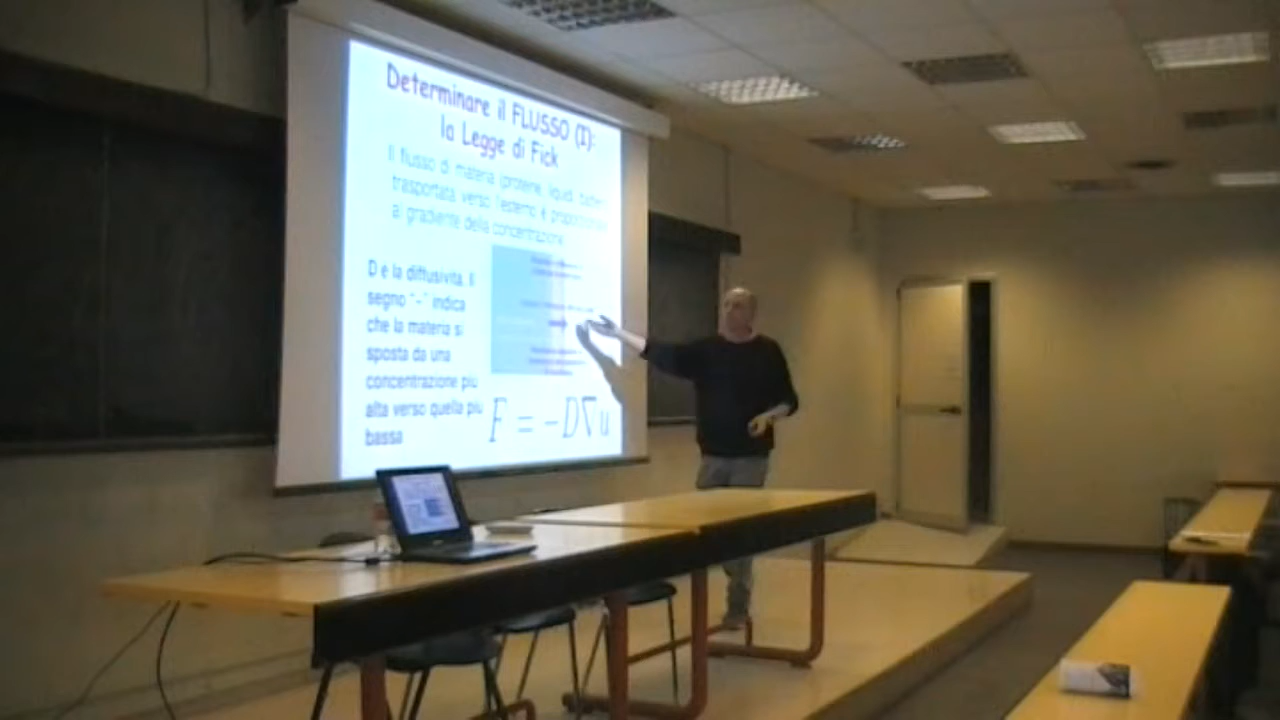 Determinare il FLUSSO (I):
la Legge di Fick
Il flusso di materia (proteine, liquidi, batteri)
trasportata verso l'esterno è proporzionale
al gradiente della concentrazione
D è la diffusività, il
segno "-" indica
che la materia si
sposta da una
concentrazione più
alta verso quella più
bassa
F = -D∇u